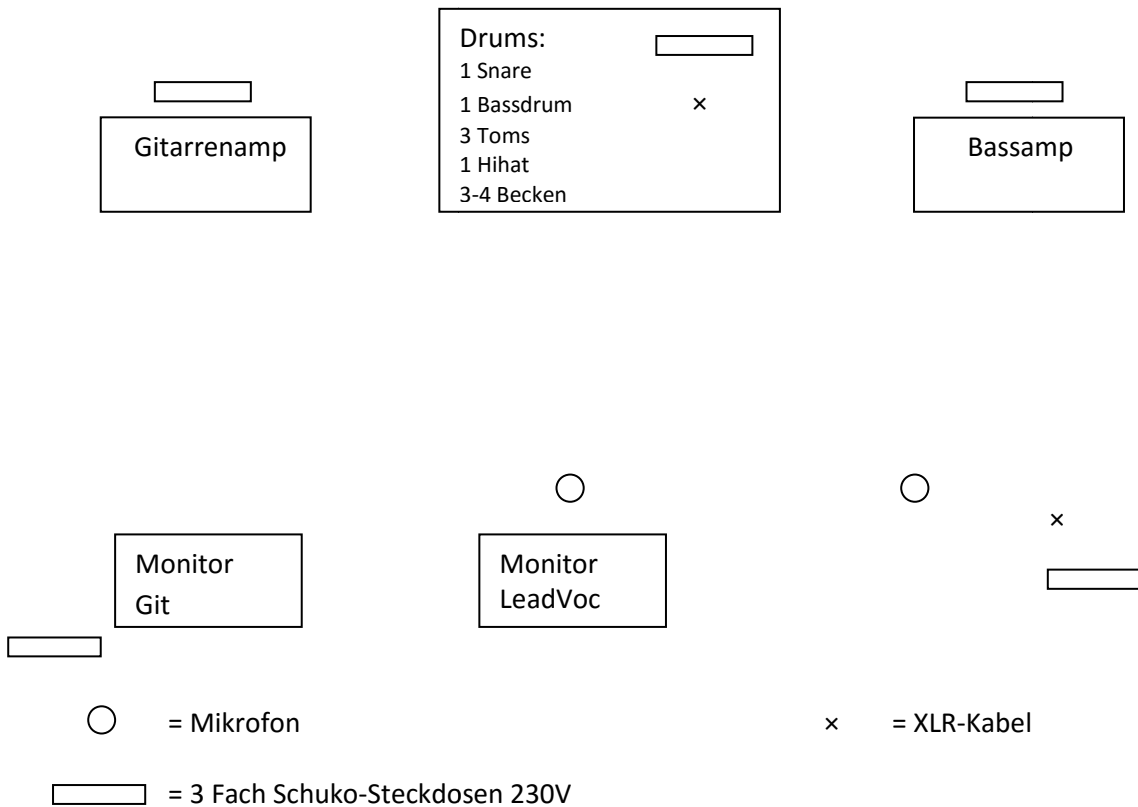 Drums:
1 Snare
1 Bassdrum ×
3 Toms
1 Hihat
3-4 Becken
Gitarrenamp
Bassamp
×
Monitor
Git
Monitor
LeadVoc
= Mikrofon
× = XLR-Kabel
= 3 Fach Schuko-Steckdosen 230V